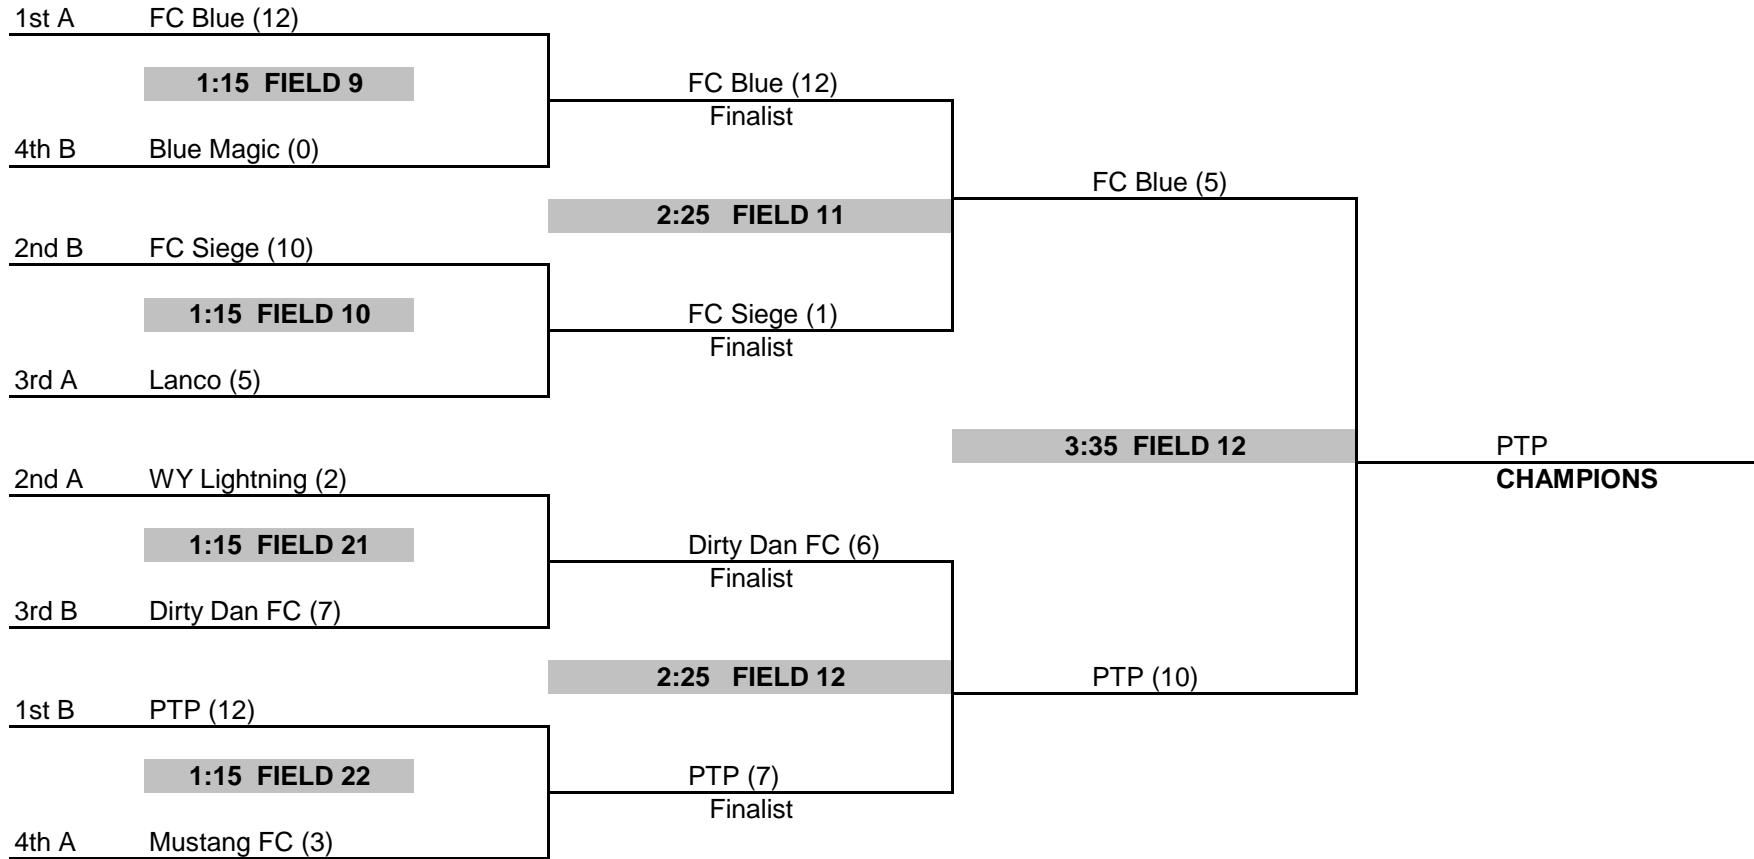 1st A FC Blue (12)
1:15 FIELD 9
FC Blue (12)
Finalist
4th B Blue Magic (0)
FC Blue (5)
2:25 FIELD 11
2nd B FC Siege (10)
1:15 FIELD 10
FC Siege (1)
Finalist
3rd A Lanco (5)
3:35 FIELD 12
PTP
CHAMPIONS
2nd A WY Lightning (2)
1:15 FIELD 21
Dirty Dan FC (6)
Finalist
3rd B Dirty Dan FC (7)
2:25 FIELD 12
PTP (10)
1st B PTP (12)
1:15 FIELD 22
PTP (7)
Finalist
4th A Mustang FC (3)